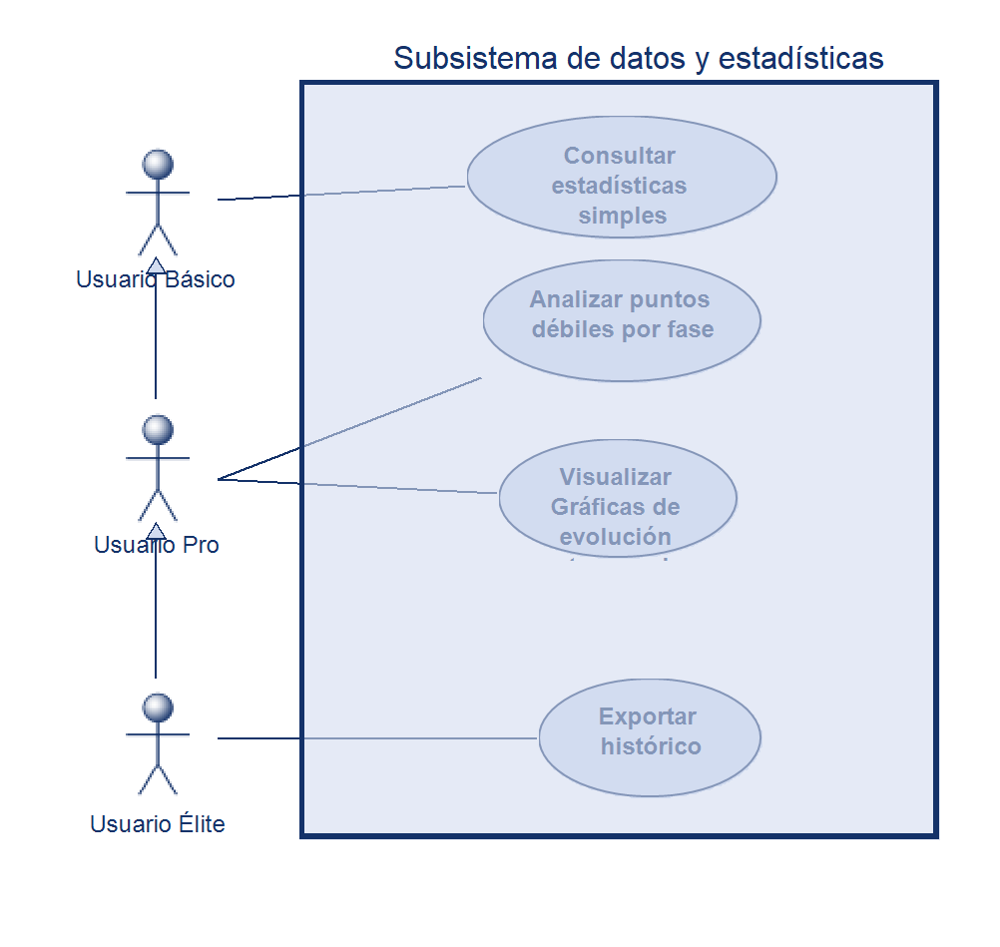 Subsistema de datos y estadísticas
Consultar
estadísticas
simples
Usuario Básico
Analizar puntos
débiles por fase
Visualizar
Gráficas de
evolución
Usuario Pro
Exportar
histórico
Usuario Élite